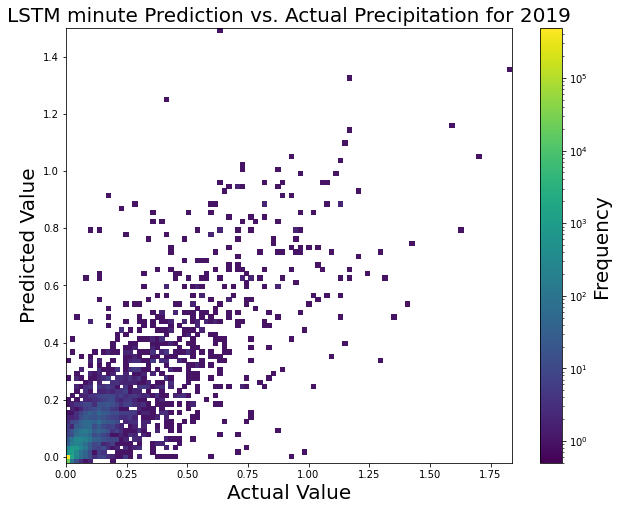 LSTM minute Prediction vs. Actual Precipitation for 2019
1.4
1.2
1.0
0.8
0.6
0.4
0.2
0.0
Predicted Value
0.00 0.25 0.50 0.75 1.00 1.25 1.50 1.75
Actual Value
10⁵
10⁴
10³
10²
10¹
10⁰
Frequency